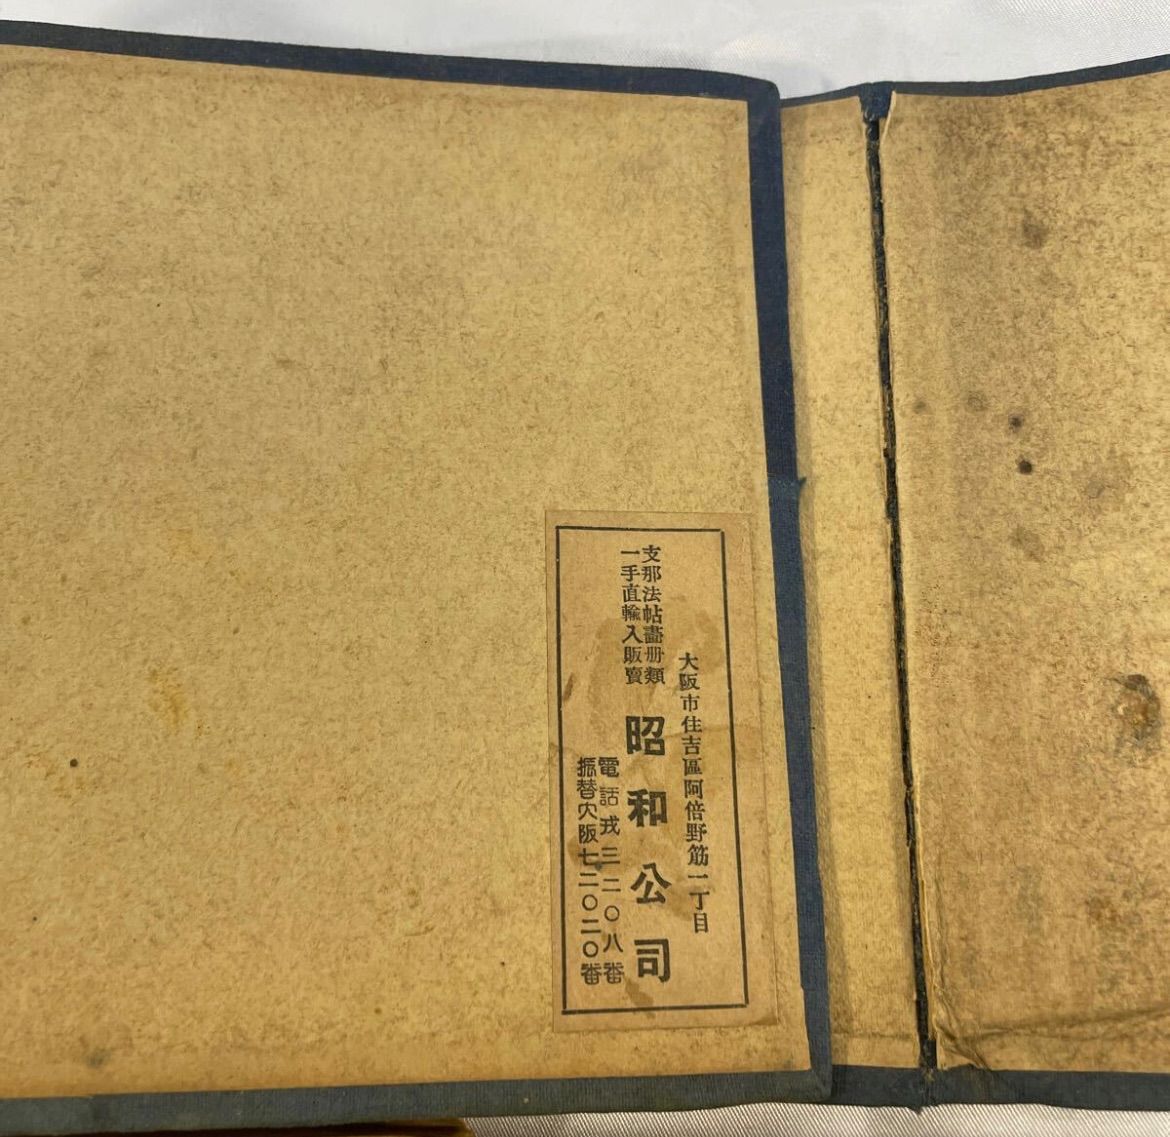 大阪市住吉區阿倍野筋一丁目
支那法帖畵册類
一手直輸入販賣
昭和公司
電話戎三二〇八番
振替大阪七二〇二〇番